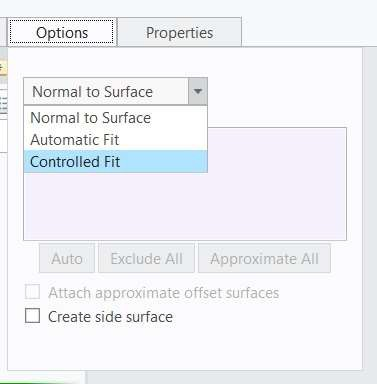 Options Properties
Normal to Surface
Normal to Surface
Automatic Fit
Controlled Fit
Auto Exclude All Approximate All
Attach approximate offset surfaces
Create side surface